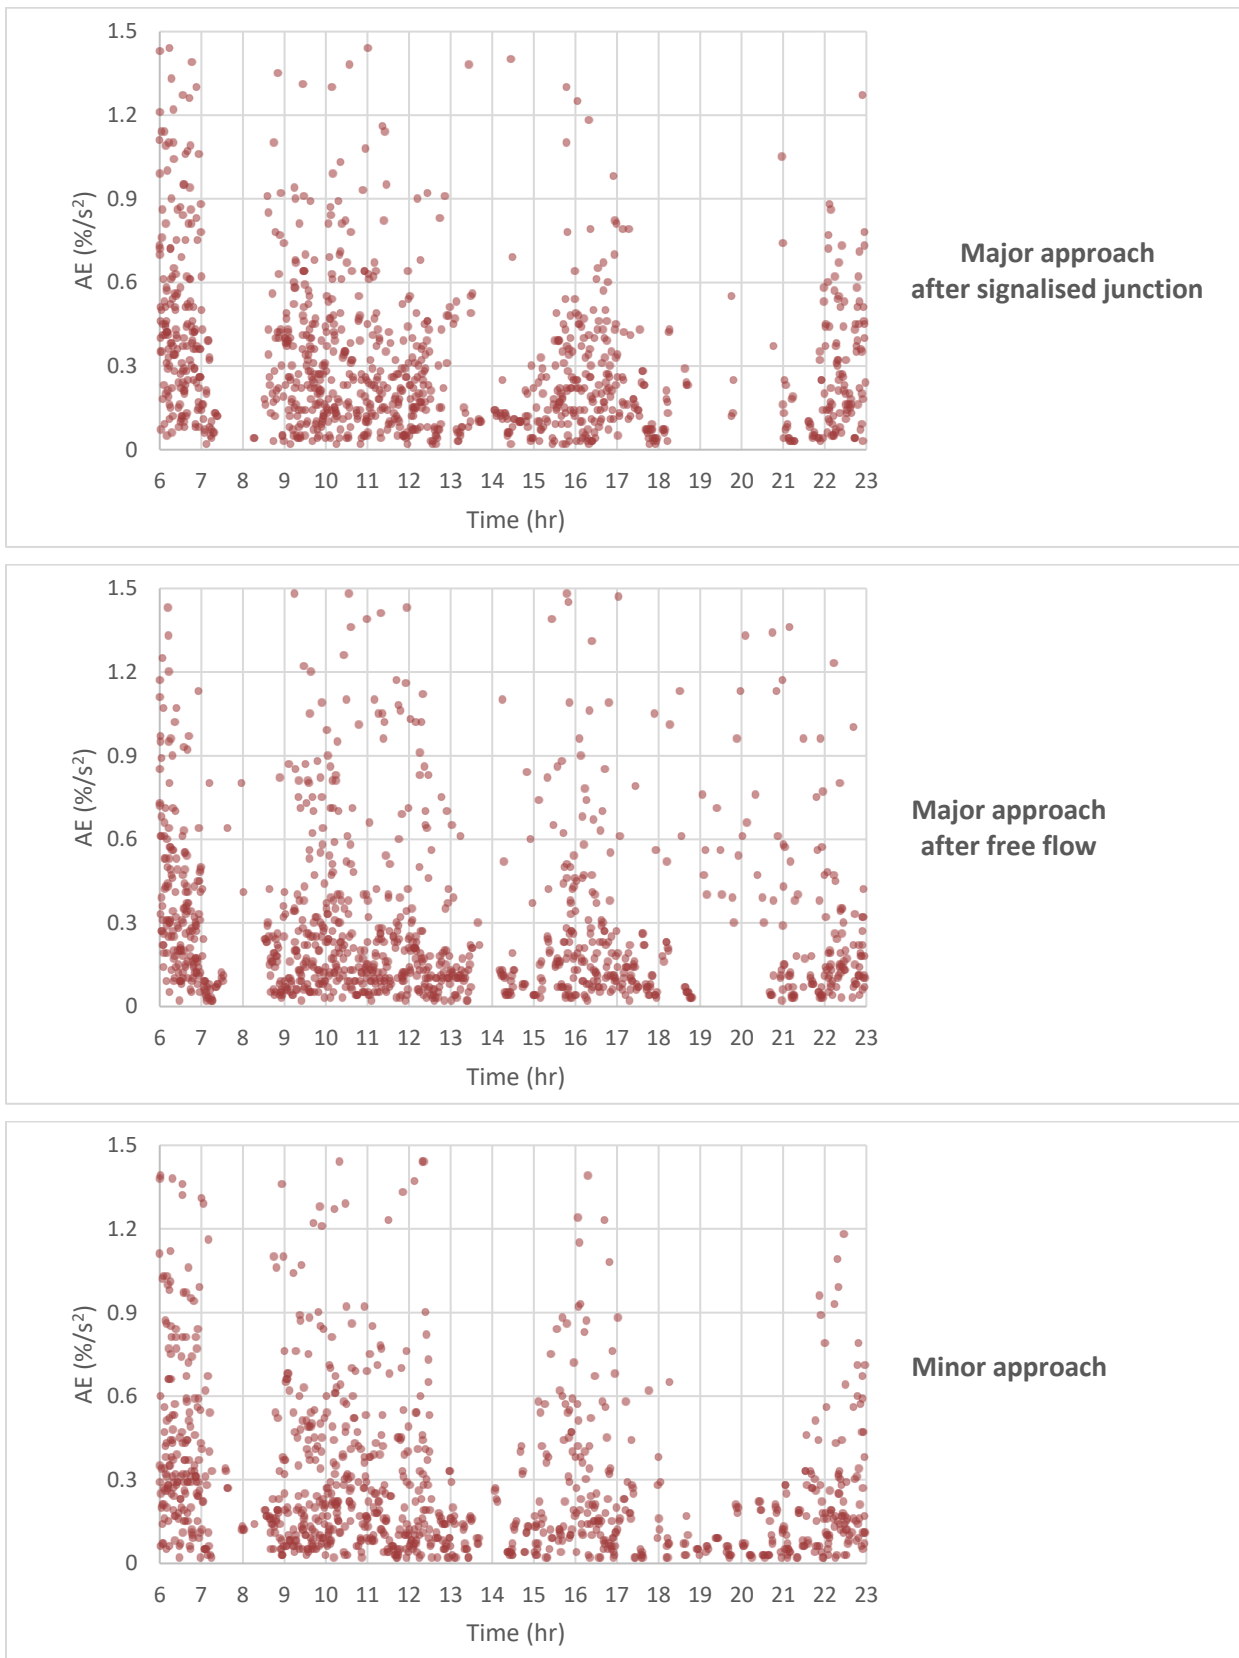 1.5
1.2
0.9
0.6
0.3
0
AE (%/s²)
6 7 8 9 10 11 12 13 14 15 16 17 18 19 20 21 22 23
Time (hr)
Major approach
after signalised junction
1.5
1.2
0.9
0.6
0.3
0
AE (%/s²)
6 7 8 9 10 11 12 13 14 15 16 17 18 19 20 21 22 23
Time (hr)
Major approach
after free flow
1.5
1.2
0.9
0.6
0.3
0
AE (%/s²)
6 7 8 9 10 11 12 13 14 15 16 17 18 19 20 21 22 23
Time (hr)
Minor approach